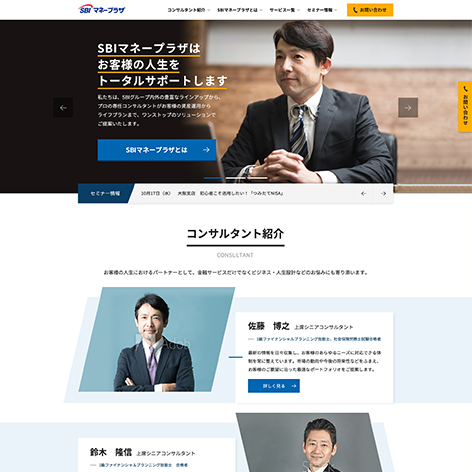 SBI マネープラザ
コンサルタント紹介 SBIマネープラザとは サービス一覧 セミナー情報 お問い合わせ
SBIマネープラザは
お客様の人生を
トータルサポートします
私たちは、SBIグループ内外の豊富なラインアップから、
プロの専任コンサルタントがお客様の資産運用から
ライフプランまで、ワンストップのソリューションで
ご提案いたします。
SBIマネープラザとは
お問い合わせ
セミナー情報 10月17日（水） 大阪支店 初心者こそ活用したい！「つみたてNISA」
コンサルタント紹介
CONSULTANT
お客様の人生におけるパートナーとして、金融サービスだけでなくビジネス・人生設計などのお悩みにも寄り添います。
佐藤 博之 上席シニアコンサルタント
1級ファイナンシャルプランニング技能士、社会保険労務士試験合格者
最新の情報を日々収集し、お客様のあらゆるニーズに対応できる体
制を常に整えています。市場の動向や今後の将来性などをふまえ、
お客様のご要望に沿った最適なポートフォリオをご提案します。
詳しく見る
鈴木 隆信 上席シニアコンサルタント
1級ファイナンシャルプランニング技能士 合格者